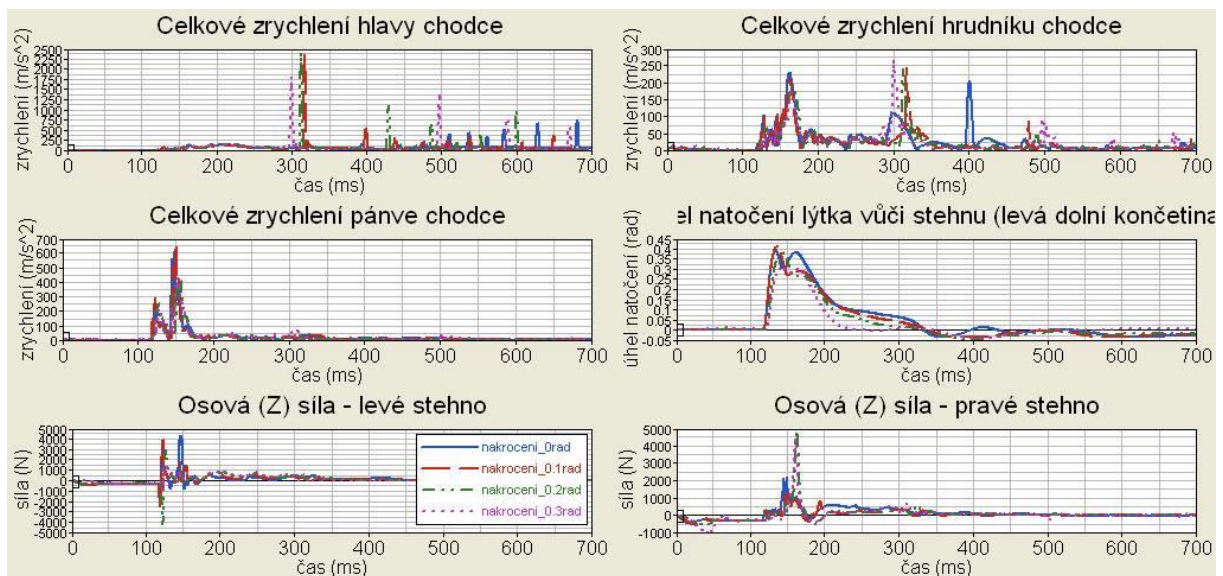 Celkové zrychlení hlavy chodce
zrychlení (m/s^2)
2500
2250
2000
1750
1500
1250
1000
750
500
250
0
0 100 200 300 400 500 600 700
čas (ms)
Celkové zrychlení hrudníku chodce
zrychlení (m/s^2)
300
250
200
150
100
50
0
0 100 200 300 400 500 600 700
čas (ms)
Celkové zrychlení pánve chodce
zrychlení (m/s^2)
700
600
500
400
300
200
100
0
0 100 200 300 400 500 600 700
čas (ms)
el natočení lýtka vůči stehnu (levá dolní končetina
úhel natočení (rad)
0.45
0.4
0.35
0.3
0.25
0.2
0.15
0.1
0.05
0
-0.05
0 100 200 300 400 500 600 700
čas (ms)
Osová (Z) síla - levé stehno
síla (N)
5000
4000
3000
2000
1000
0
-1000
-2000
-3000
-4000
-5000
0 100 200 300 400 500 600 700
čas (ms)
nakroceni_0rad
nakroceni_0.1rad
nakroceni_0.2rad
nakroceni_0.3rad
Osová (Z) síla - pravé stehno
síla (N)
5000
4000
3000
2000
1000
0
-1000
0 100 200 300 400 500 600 700
čas (ms)